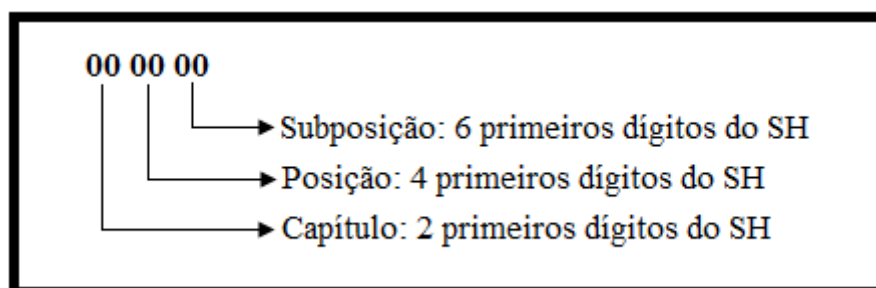 00 00 00
Subposição: 6 primeiros dígitos do SH
Posição: 4 primeiros dígitos do SH
Capítulo: 2 primeiros dígitos do SH